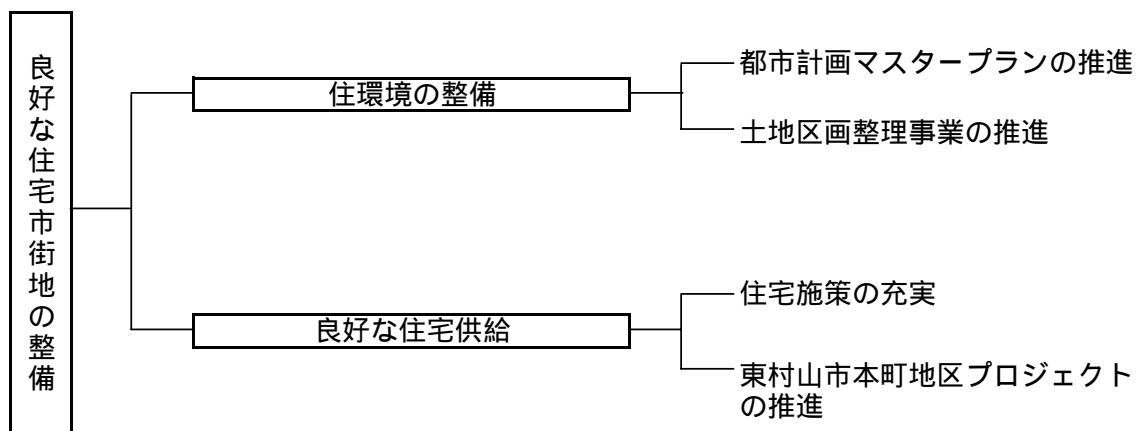 良好な住宅市街地の整備
住環境の整備
都市計画マスタープランの推進
土地区画整理事業の推進
良好な住宅供給
住宅施策の充実
東村山市本町地区プロジェクト
の推進